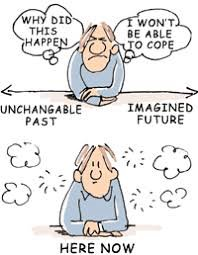 WHY DID
THIS
HAPPEN
I WON'T
BE ABLE
TO COPE
UNCHANGABLE
PAST
IMAGINED
FUTURE
HERE NOW